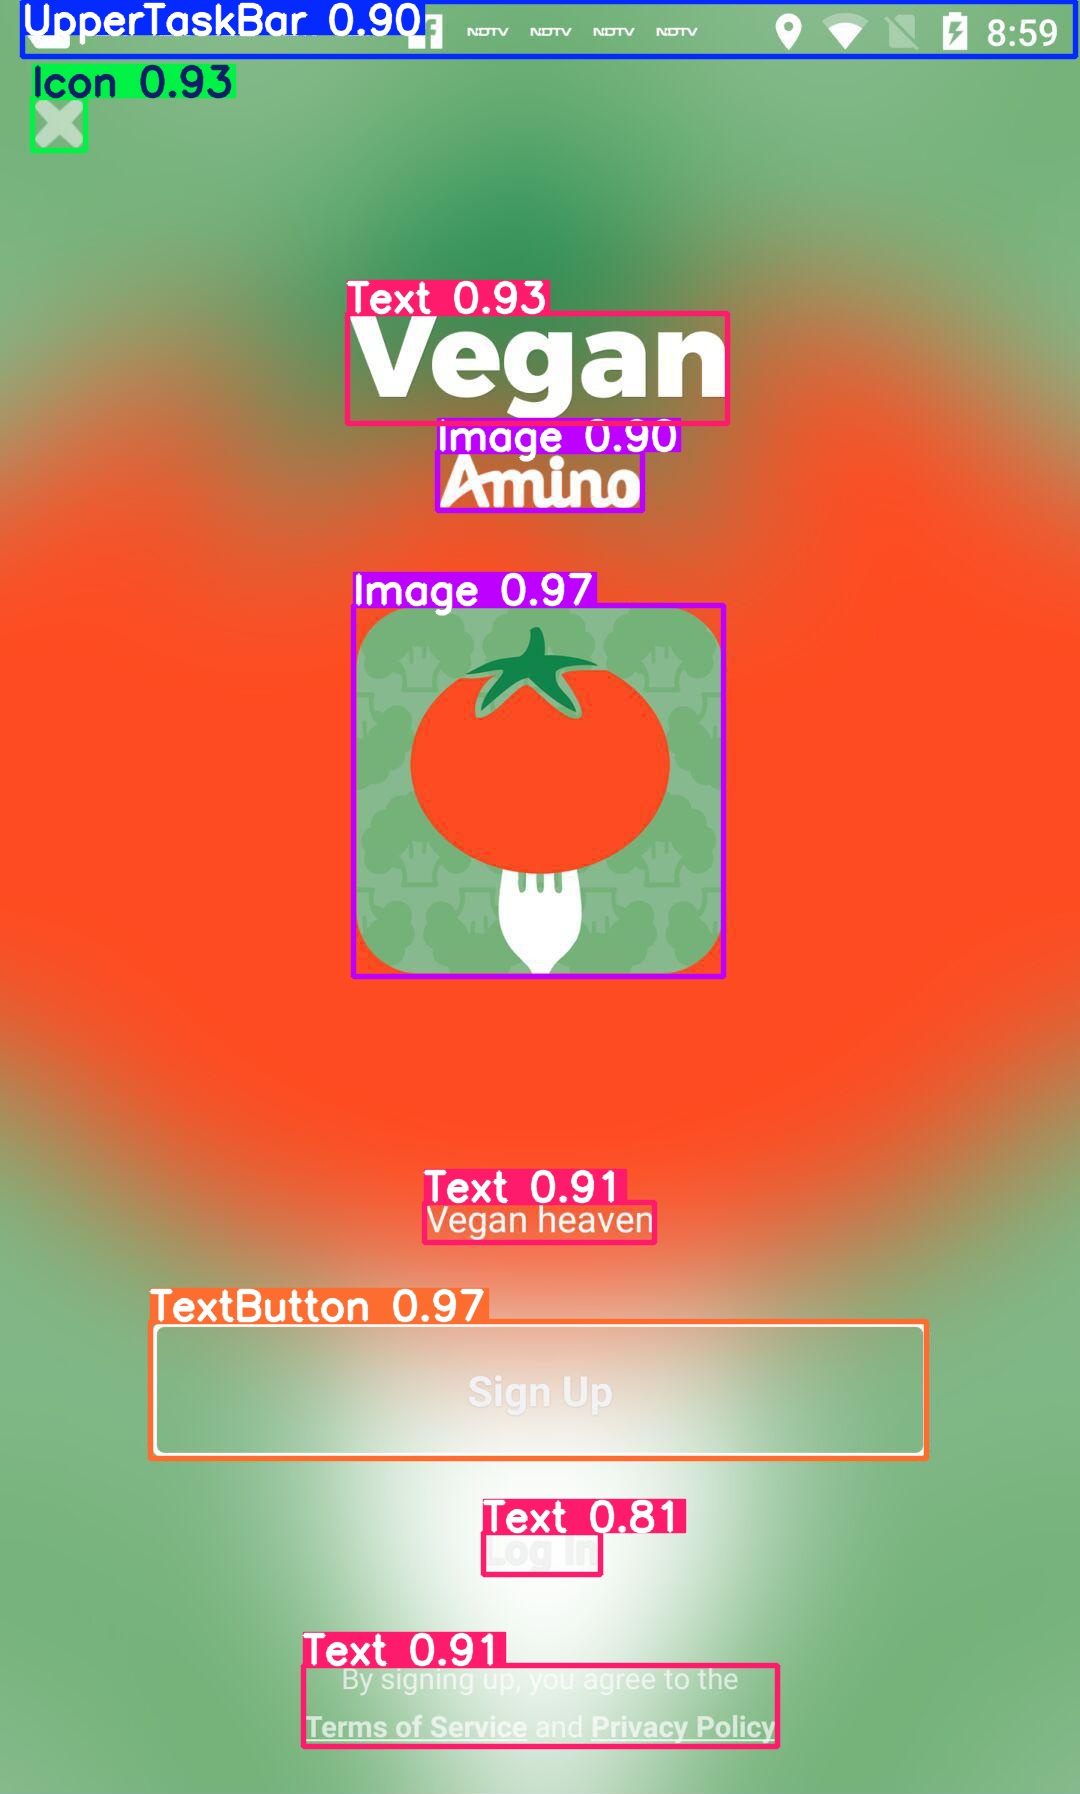 UpperTaskBar 0.90
NDTV NDTV NDTV NDTV 8:59
Icon 0.93
Text 0.93
Vegan
Image 0.90
Amino
Image 0.97
Text 0.91
Vegan heaven
TextButton 0.97
Sign Up
Text 0.81
Log In
Text 0.91
By signing up, you agree to the
Terms of Service and Privacy Policy